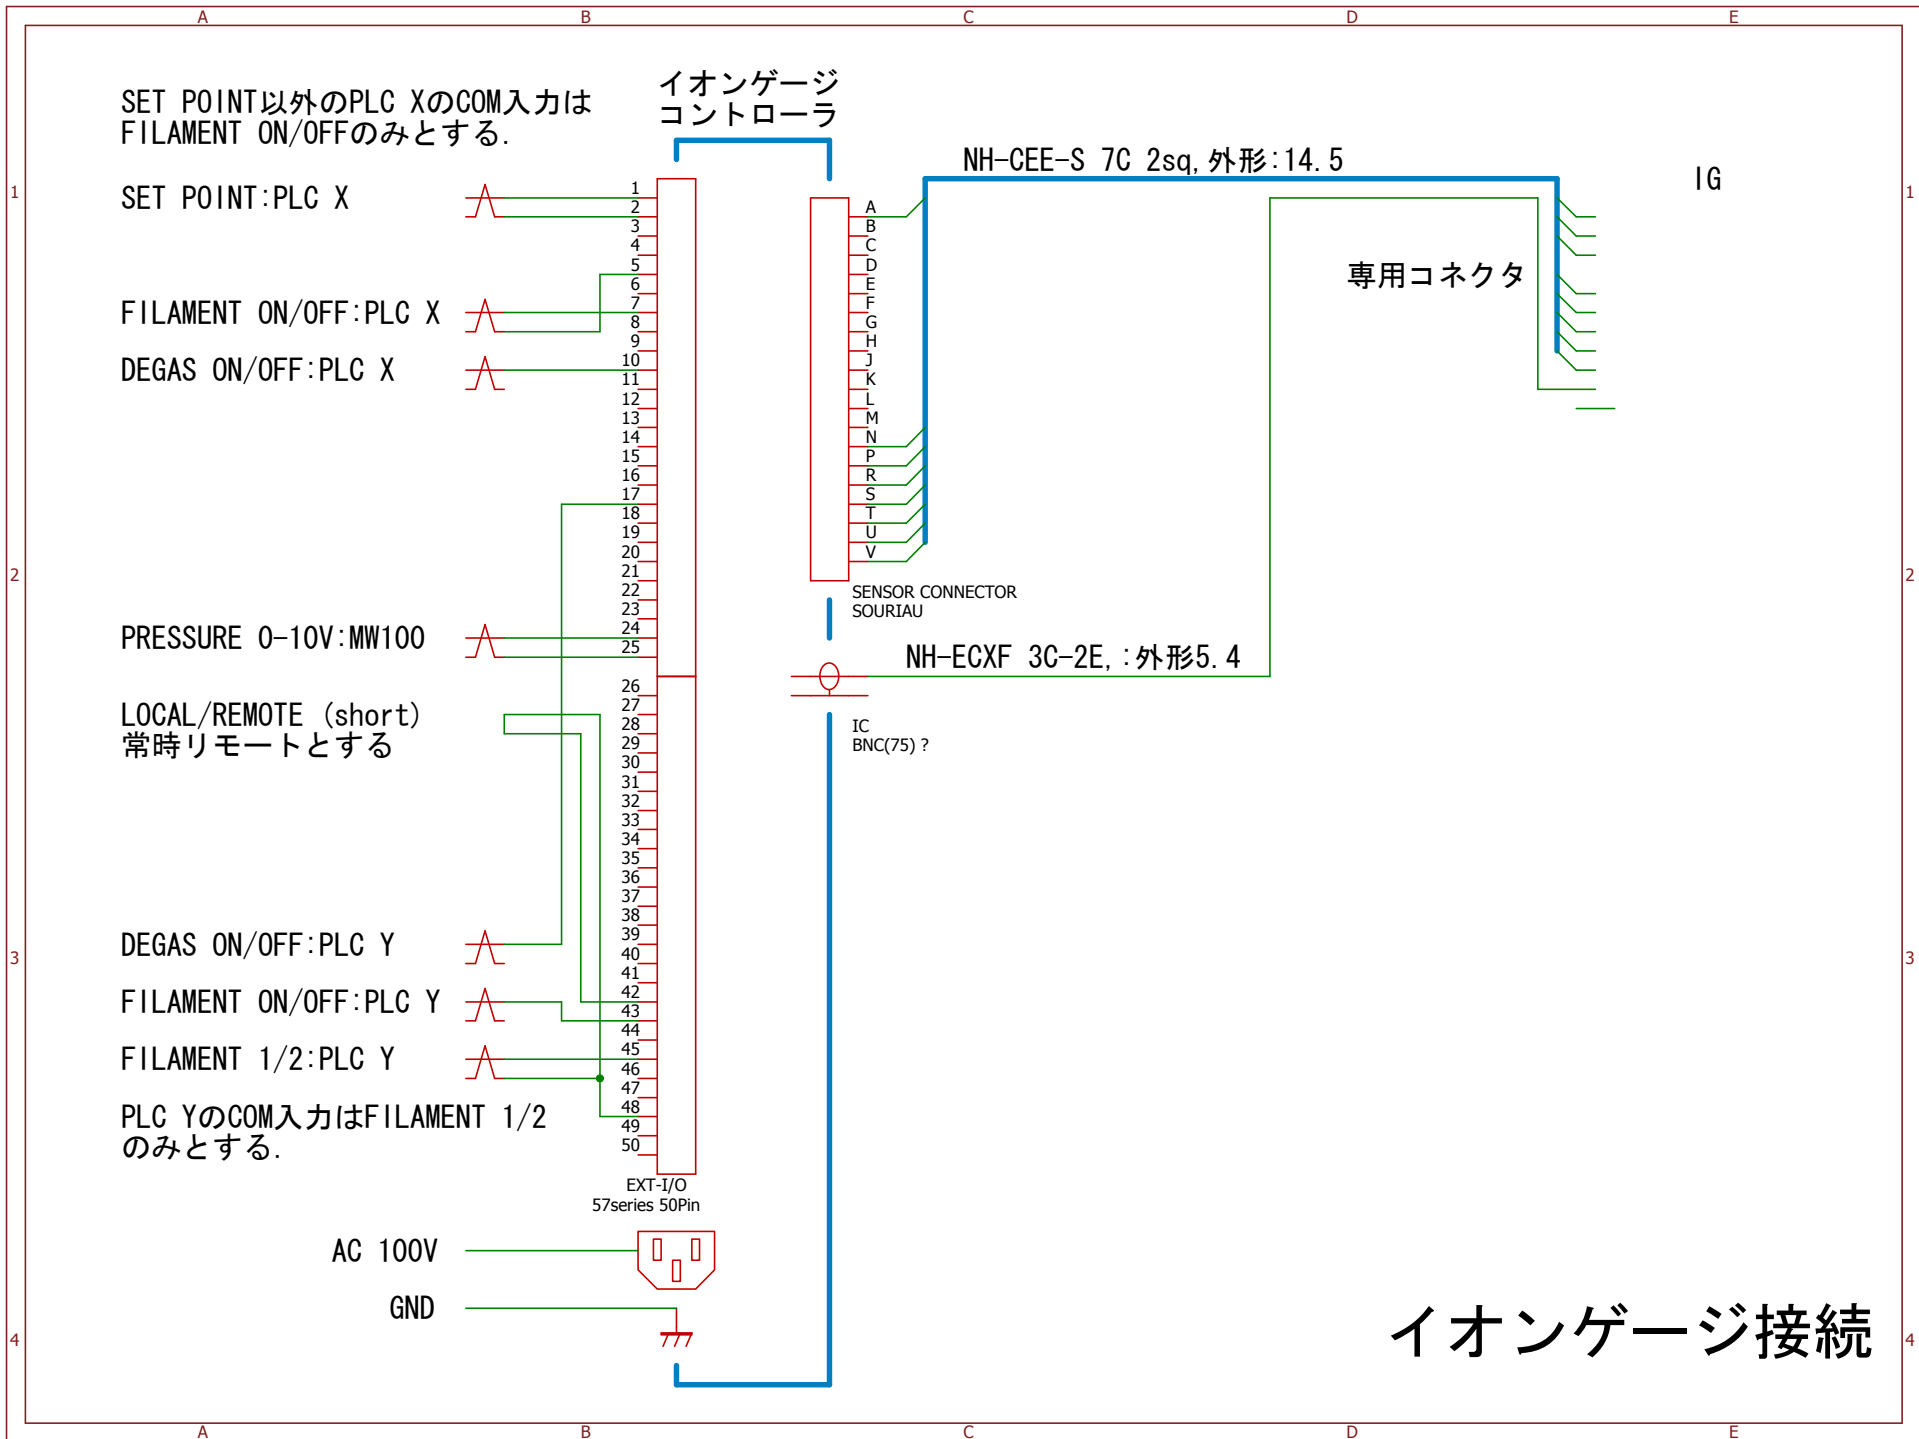 A B C D E
SET POINT以外のPLC XのCOM入力は
FILAMENT ON/OFFのみとする.
イオンゲージ
コントローラ
NH-CEE-S 7C 2sq,外形:14.5
IG
1 1
SET POINT:PLC X
専用コネクタ
FILAMENT ON/OFF:PLC X
DEGAS ON/OFF:PLC X
1
2
3
4
5
6
7
8
9
10
11
12
13
14
15
16
17
18
19
20
21
22
23
24
25
A
B
C
D
E
F
G
H
J
K
L
M
N
P
R
S
T
U
V
2 2
SENSOR CONNECTOR
SOURIAU
PRESSURE 0-10V:MW100
NH-ECXF 3C-2E,:外形5.4
LOCAL/REMOTE (short)
常時リモートとする
IC
BNC(75) ?
26
27
28
29
30
31
32
33
34
35
36
37
38
39
40
41
42
43
44
45
46
47
48
49
50
3 3
DEGAS ON/OFF:PLC Y
FILAMENT ON/OFF:PLC Y
FILAMENT 1/2:PLC Y
PLC YのCOM入力はFILAMENT 1/2
のみとする.
EXT-I/O
57series 50Pin
AC 100V
GND
4 4
イオンゲージ接続
A B C D E